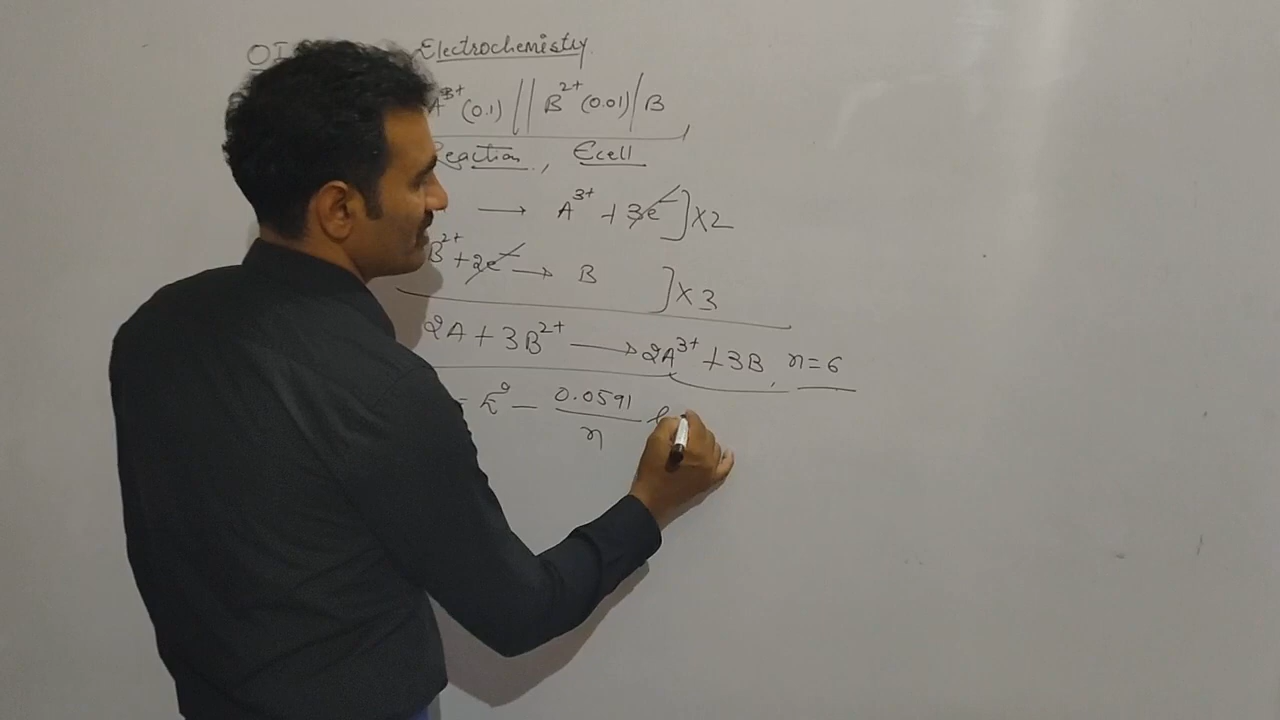 OI Electrochemistry
A³⁺ (0.1) || B²⁺ (0.01) | B
Reaction, Ecell
⟶ A³⁺ + 3e⁻ ] × 2
B²⁺ + 2e⁻ ⟶ B ] × 3
2A + 3B²⁺ ⟶ 2A³⁺ + 3B, n = 6
= E° − 0.0591/n l